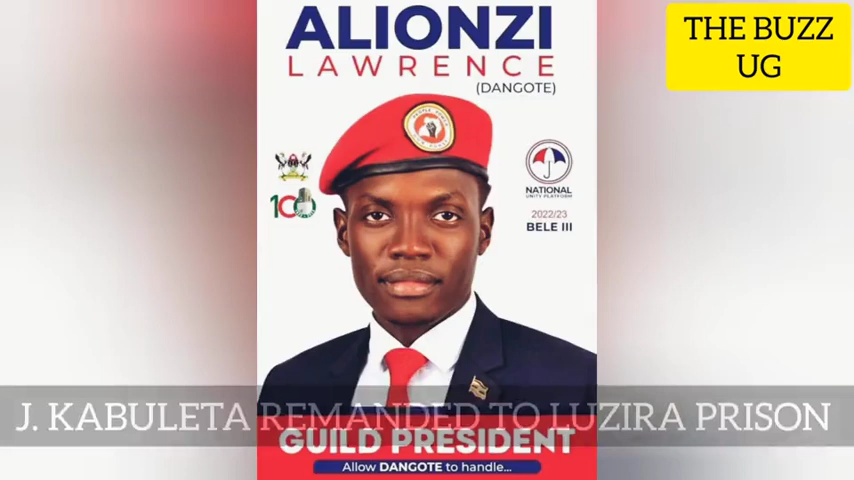 ALIONZI
LAWRENCE
(DANGOTE)
THE BUZZ
UG
100
NATIONAL
UNITY PLATFORM
2022/23
BELE III
J. KABULETA REMANDED TO LUZIRA PRISON
GUILD PRESIDENT
Allow DANGOTE to handle...